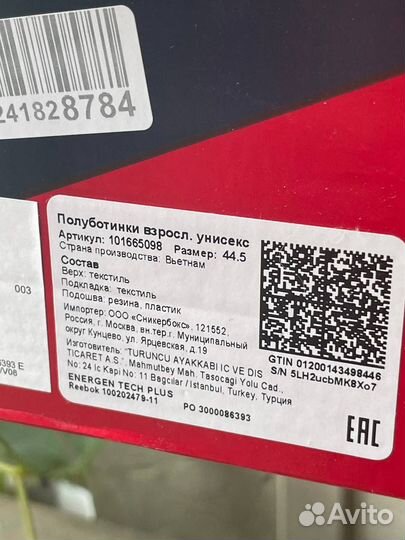 241828784
003
6393 E
V08
Полуботинки взросл. унисекс
Артикул: 101665098 Размер: 44.5
Страна производства: Вьетнам
Состав
Верх: текстиль
Подкладка: текстиль
Подошва: резина, пластик
Импортер: ООО «Сникербокс», 121552,
Россия, г. Москва, вн.тер.г. Муниципальный
округ Кунцево, ул. Ярцевская, д.19
Изготовитель: "TURUNCU AYAKKABI IC VE DIS
TICARET A.S." Mahmutbey Mah. Tasocagi Yolu Cad.,
No: 24 Ic Kapi No: 11 Bagcilar / Istanbul, Turkey, Турция
ENERGEN TECH PLUS
Reebok 100202479-11 PO 3000086393
GTIN 01200143498446
S/N 5LH2ucbMK8Xo7
EAC
Avito